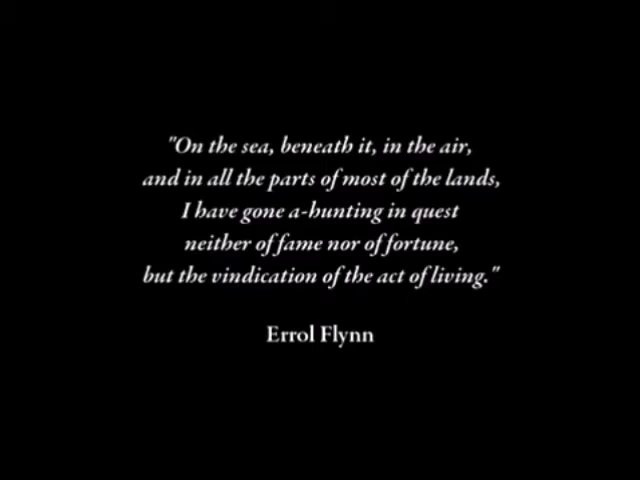 "On the sea, beneath it, in the air,
and in all the parts of most of the lands,
I have gone a-hunting in quest
neither of fame nor of fortune,
but the vindication of the act of living."
Errol Flynn